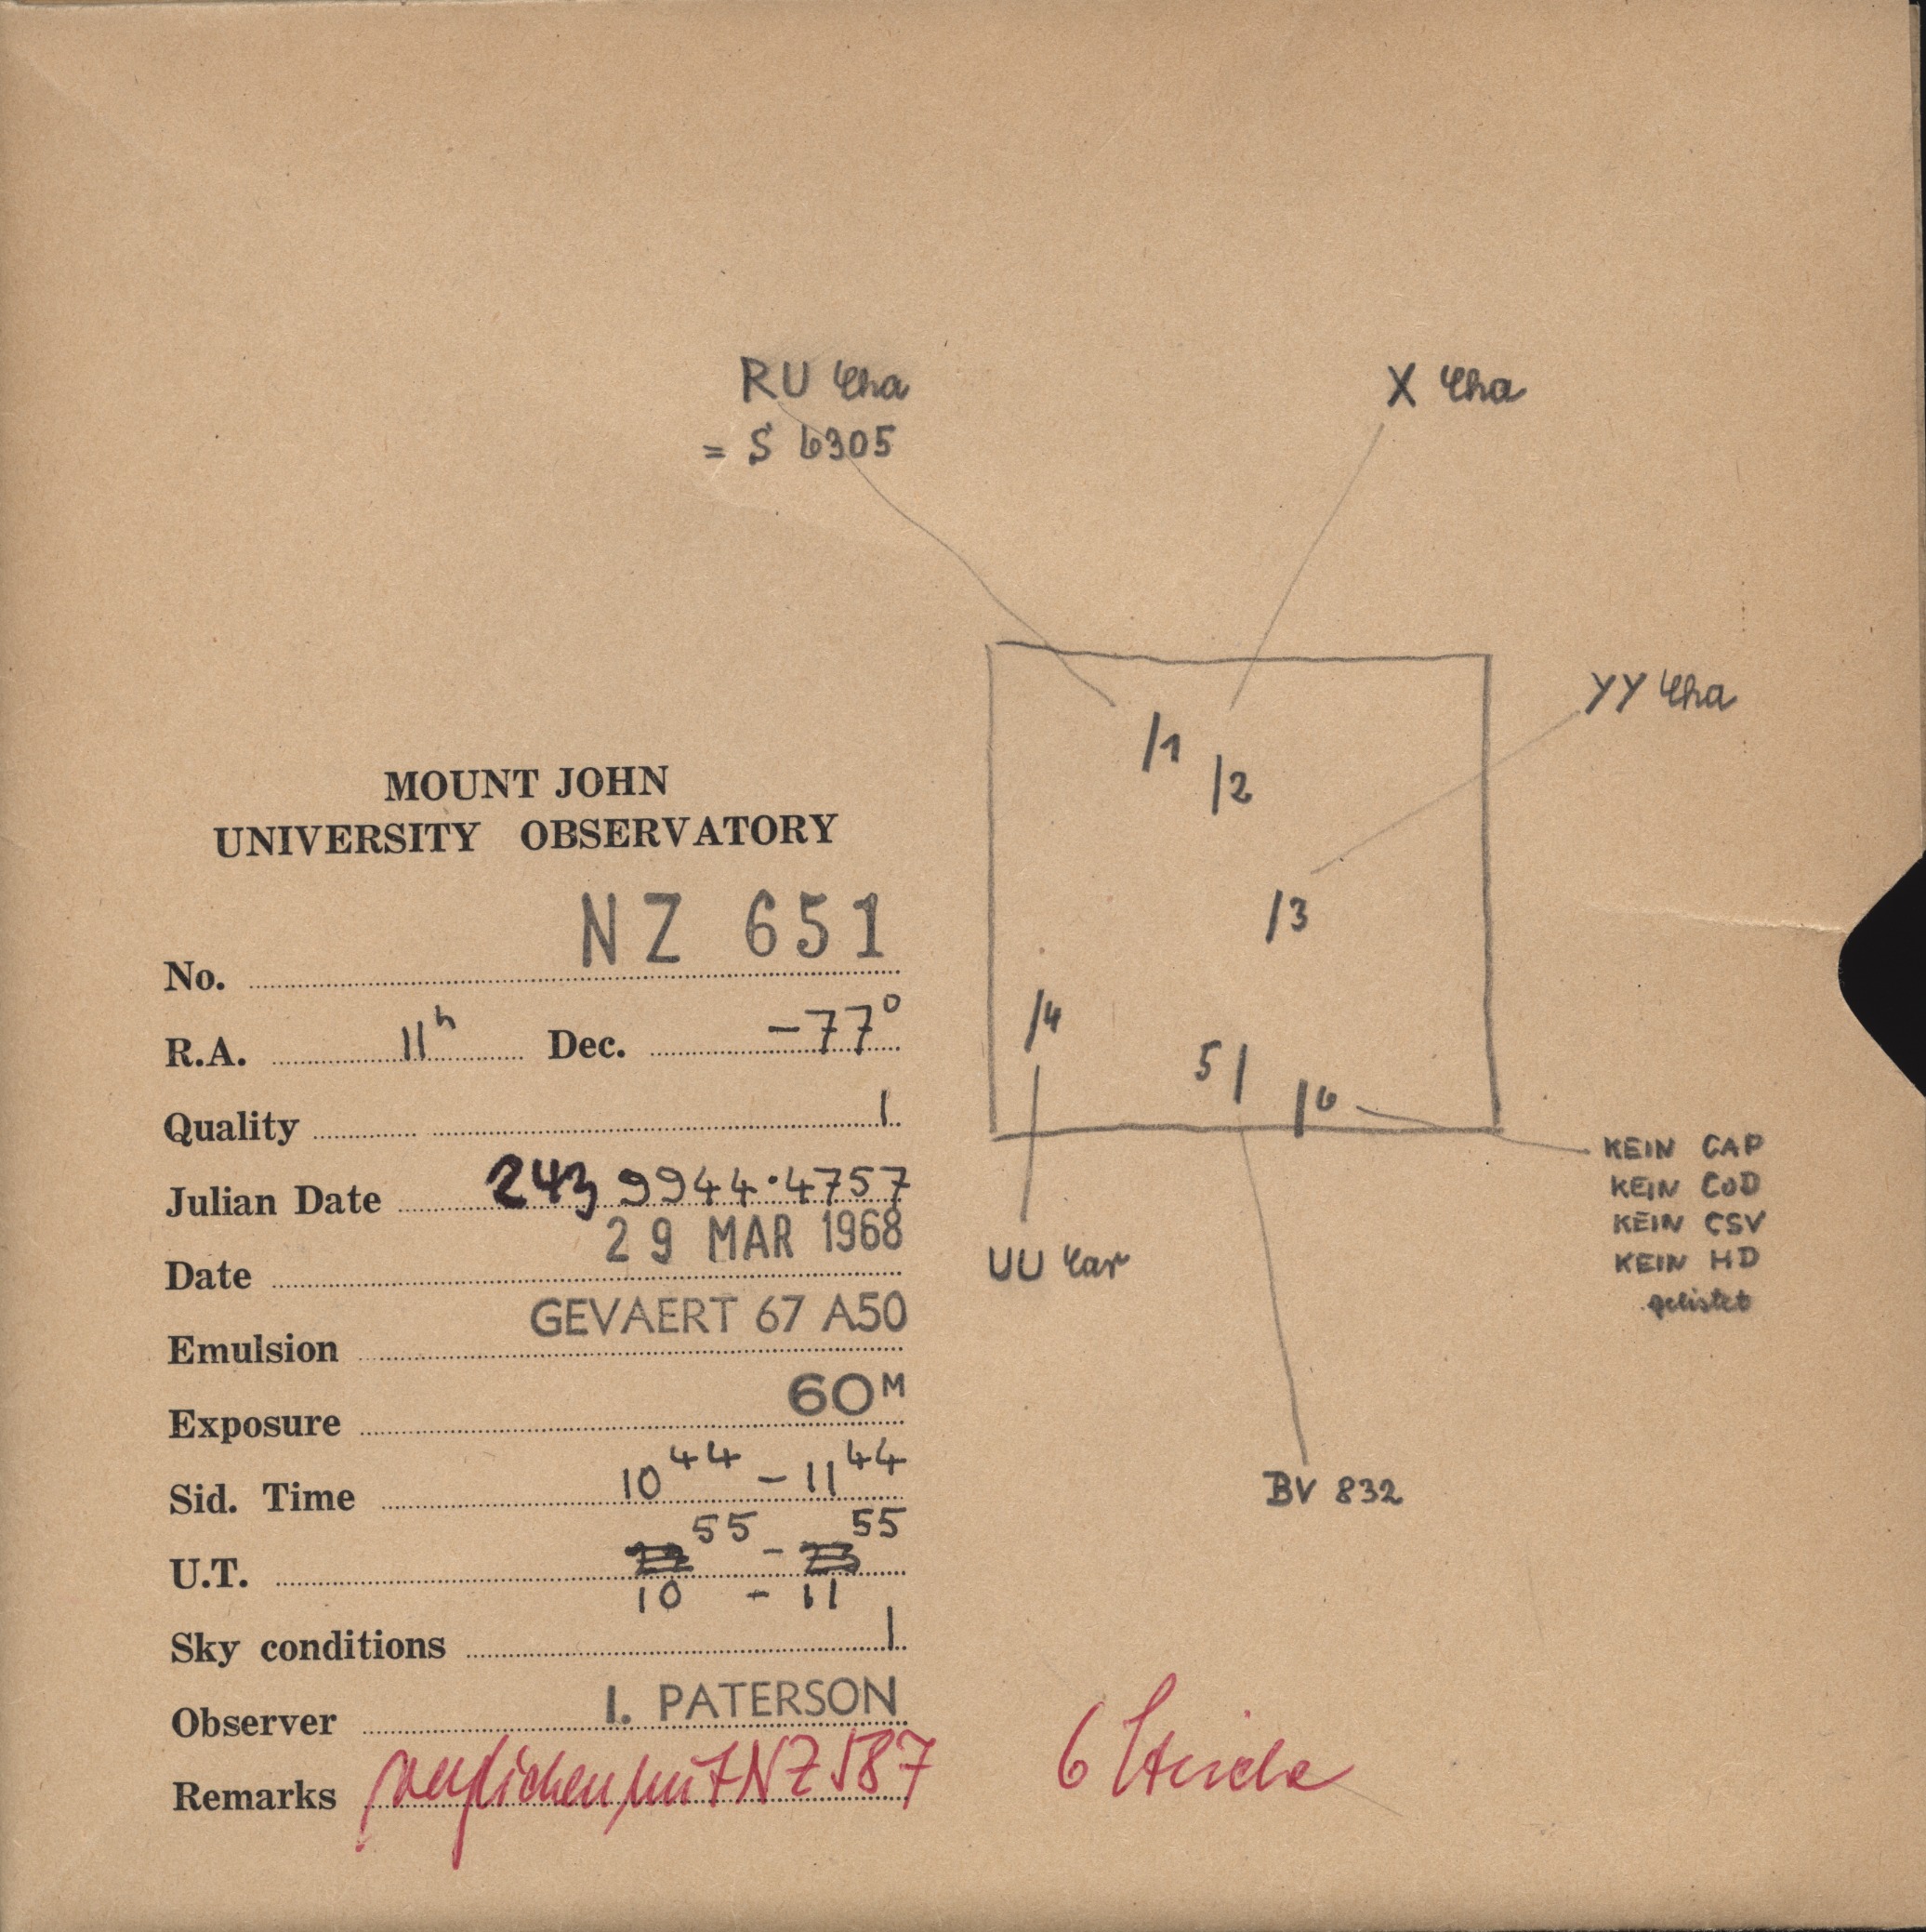 RU Cha
= S 6305
X Cha
YY Cha
/1
/2
/3
/4
5 |
/6
UU Car
BV 832
KEIN CAP
KEIN COD
KEIN CSV
KEIN HD
gelistet
MOUNT JOHN
UNIVERSITY OBSERVATORY
No. NZ 651
R.A. 11h Dec. -77°
Quality 1
Julian Date 243 9944.4757
Date 29 MAR 1968
Emulsion GEVAERT 67 A50
Exposure 60M
Sid. Time 10 44 - 11 44
U.T. 55 - 55
10 - 11
Sky conditions 1
Observer I. PATERSON
Remarks verglichen mit NZ 587
6 Striche